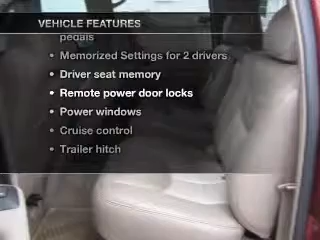 VEHICLE FEATURES
pedals
• Memorized Settings for 2 drivers
• Driver seat memory
• Remote power door locks
• Power windows
• Cruise control
• Trailer hitch